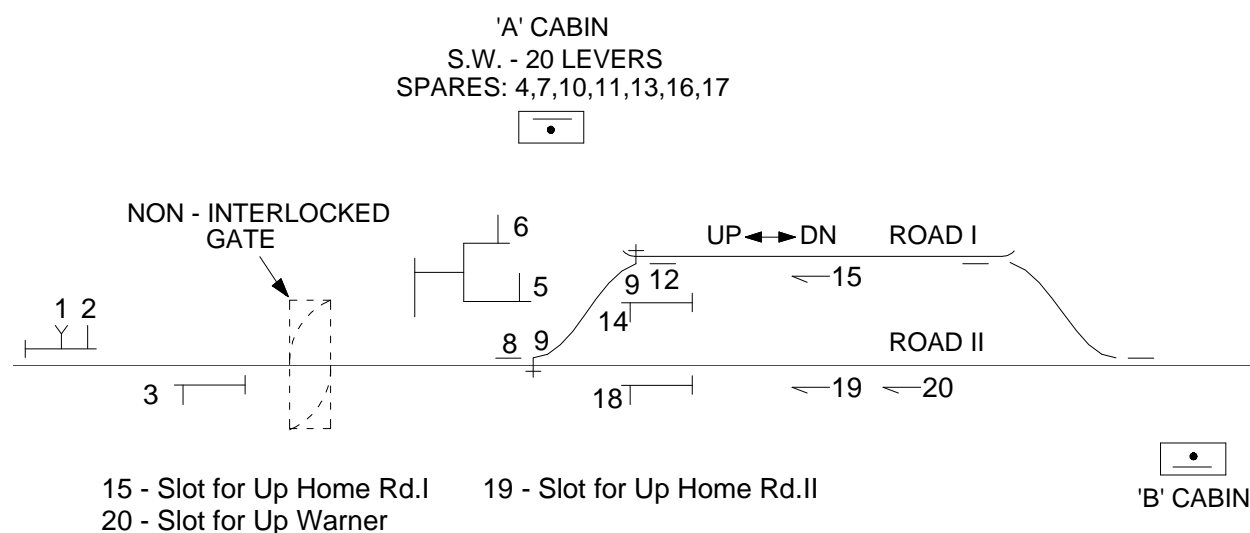 'A' CABIN
S.W. - 20 LEVERS
SPARES: 4,7,10,11,13,16,17
NON - INTERLOCKED
GATE
6
UP DN ROAD I
5
9 12 15
1 2
14
8 9
ROAD II
3
18 19 20
15 - Slot for Up Home Rd.I 19 - Slot for Up Home Rd.II
20 - Slot for Up Warner
'B' CABIN